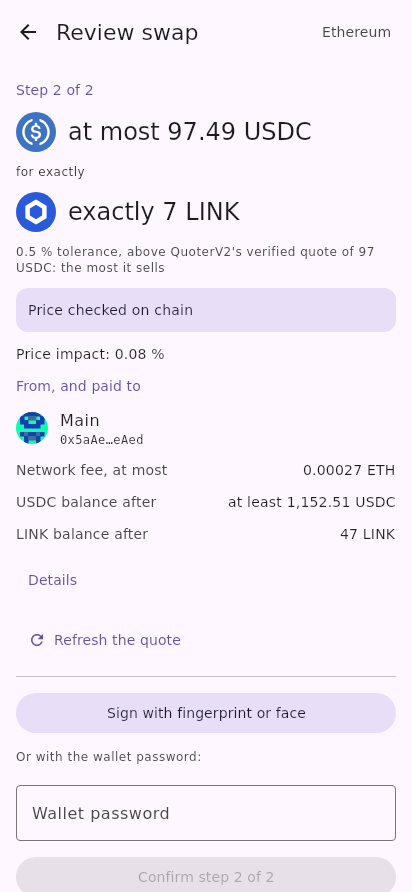 Review swap
Ethereum
Step 2 of 2
at most 97.49 USDC
for exactly
exactly 7 LINK
0.5 % tolerance, above QuoterV2's verified quote of 97
USDC: the most it sells
Price checked on chain
Price impact: 0.08 %
From, and paid to
Main
0x5aAe…eAed
Network fee, at most
0.00027 ETH
USDC balance after
at least 1,152.51 USDC
LINK balance after
47 LINK
Details
Refresh the quote
Sign with fingerprint or face
Or with the wallet password:
Wallet password
Confirm step 2 of 2